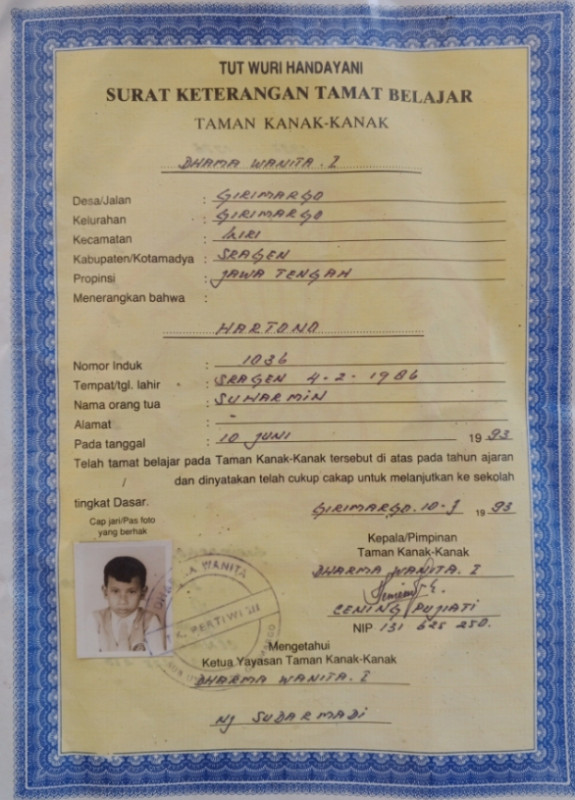 TUT WURI HANDAYANI
SURAT KETERANGAN TAMAT BELAJAR
TAMAN KANAK-KANAK
DHAMA WANITA. I
Desa/Jalan : GIRIMARGO
Kelurahan : GIRIMARGO
Kecamatan : MIRI
Kabupaten/Kotamadya : SRAGEN
Propinsi : JAWA TENGAH
Menerangkan bahwa :
HARTONO
Nomor Induk : 1036
Tempat/tgl. lahir : SRAGEN 4-2-1986
Nama orang tua : SUWARMIN
Alamat : -
Pada tanggal : 10 JUNI 1993
Telah tamat belajar pada Taman Kanak-Kanak tersebut di atas pada tahun ajaran
/ dan dinyatakan telah cukup cakap untuk melanjutkan ke sekolah
tingkat Dasar.
GIRIMARGO. 10-7 1993
Cap jari/Pas foto
yang berhak
Kepala/Pimpinan
Taman Kanak-Kanak
DHARMA WANITA. I
CENING PUJIATI
NIP 131 625 250.
WANITA
PERTIWI III
Mengetahui
Ketua Yayasan Taman Kanak-Kanak
DHARMA WANITA. I
Ny SUDARMADI